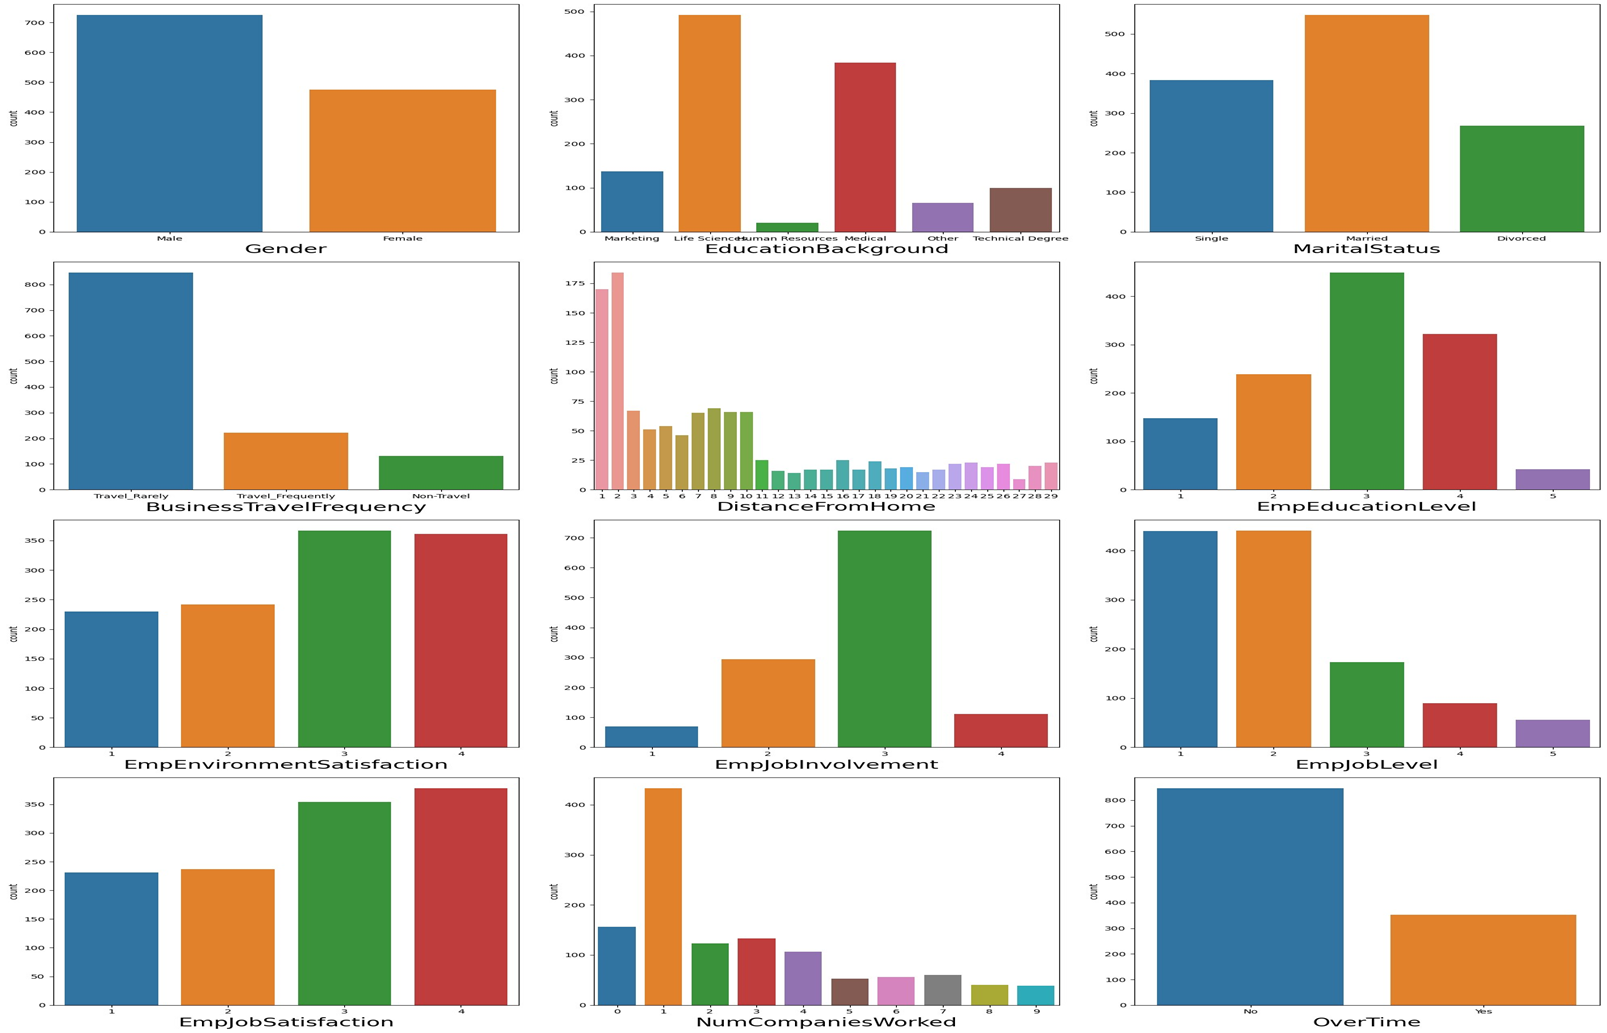 700
600
500
400
300
200
100
0
count
Male Female
Gender
500
400
300
200
100
0
count
Marketing Life Sciences Human Resources Medical Other Technical Degree
EducationBackground
500
400
300
200
100
0
count
Single Married Divorced
MaritalStatus
800
700
600
500
400
300
200
100
0
count
Travel_Rarely Travel_Frequently Non-Travel
BusinessTravelFrequency
175
150
125
100
75
50
25
0
count
1 2 3 4 5 6 7 8 9 10 11 12 13 14 15 16 17 18 19 20 21 22 23 24 25 26 27 28 29
DistanceFromHome
400
300
200
100
0
count
1 2 3 4 5
EmpEducationLevel
350
300
250
200
150
100
50
0
count
1 2 3 4
EmpEnvironmentSatisfaction
700
600
500
400
300
200
100
0
count
1 2 3 4
EmpJobInvolvement
400
300
200
100
0
count
1 2 3 4 5
EmpJobLevel
350
300
250
200
150
100
50
0
count
1 2 3 4
EmpJobSatisfaction
400
300
200
100
0
count
0 1 2 3 4 5 6 7 8 9
NumCompaniesWorked
800
700
600
500
400
300
200
100
0
count
No Yes
OverTime